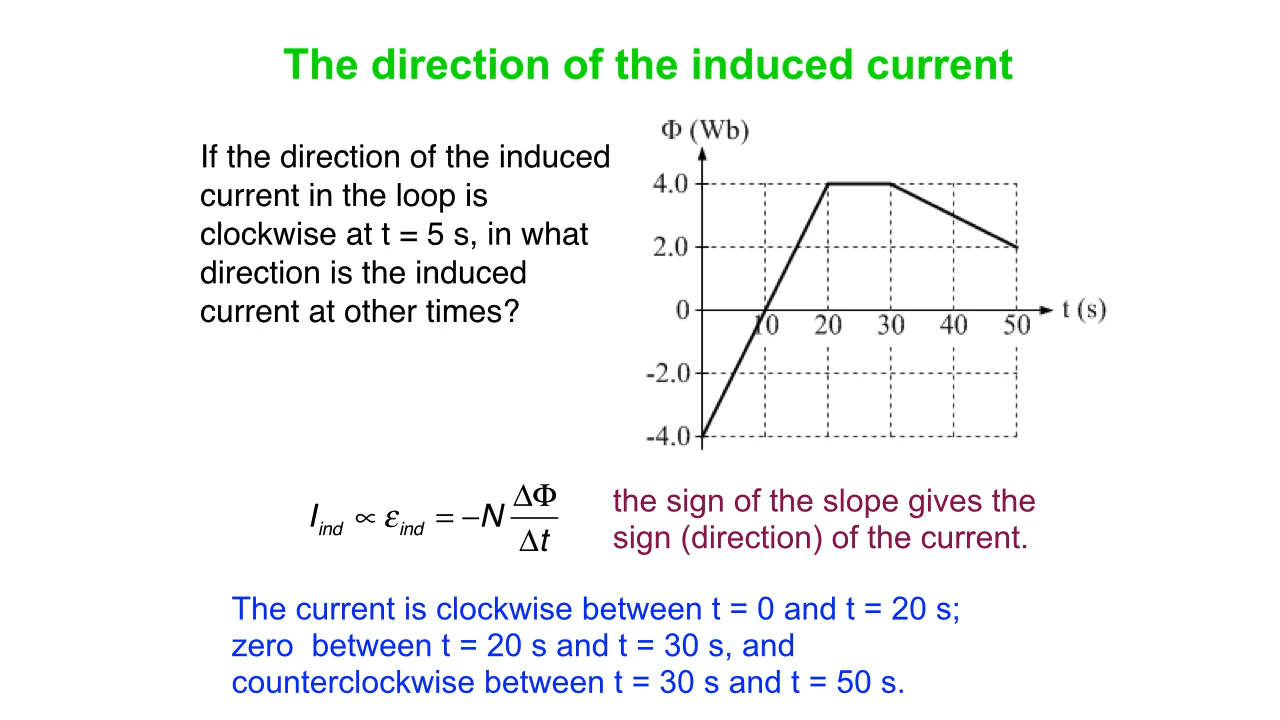 The direction of the induced current
If the direction of the induced
current in the loop is
clockwise at t = 5 s, in what
direction is the induced
current at other times?
Φ (Wb)
4.0
2.0
0
-2.0
-4.0
10 20 30 40 50
t (s)
I_ind ∝ ε_ind = −N ΔΦ/Δt
the sign of the slope gives the
sign (direction) of the current.
The current is clockwise between t = 0 and t = 20 s;
zero  between t = 20 s and t = 30 s, and
counterclockwise between t = 30 s and t = 50 s.